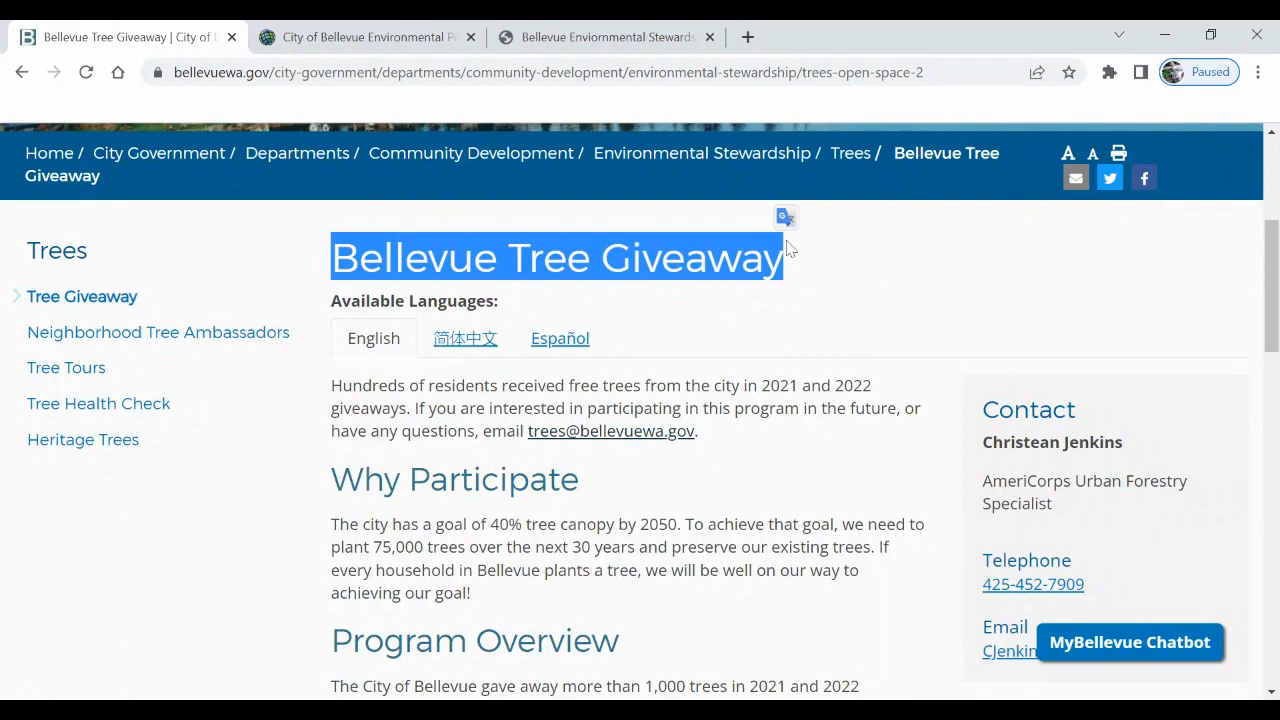 Bellevue Tree Giveaway | City of B
City of Bellevue Environmental P
Bellevue Enviornmental Stewards
bellevuewa.gov/city-government/departments/community-development/environmental-stewardship/trees-open-space-2
Paused
Home / City Government / Departments / Community Development / Environmental Stewardship / Trees / Bellevue Tree
Giveaway
A A
Trees
Tree Giveaway
Neighborhood Tree Ambassadors
Tree Tours
Tree Health Check
Heritage Trees
Bellevue Tree Giveaway
Available Languages:
English 简体中文 Español
Hundreds of residents received free trees from the city in 2021 and 2022
giveaways. If you are interested in participating in this program in the future, or
have any questions, email trees@bellevuewa.gov.
Why Participate
The city has a goal of 40% tree canopy by 2050. To achieve that goal, we need to
plant 75,000 trees over the next 30 years and preserve our existing trees. If
every household in Bellevue plants a tree, we will be well on our way to
achieving our goal!
Program Overview
The City of Bellevue gave away more than 1,000 trees in 2021 and 2022
Contact
Christean Jenkins
AmeriCorps Urban Forestry
Specialist
Telephone
425-452-7909
Email
CJenkin
MyBellevue Chatbot